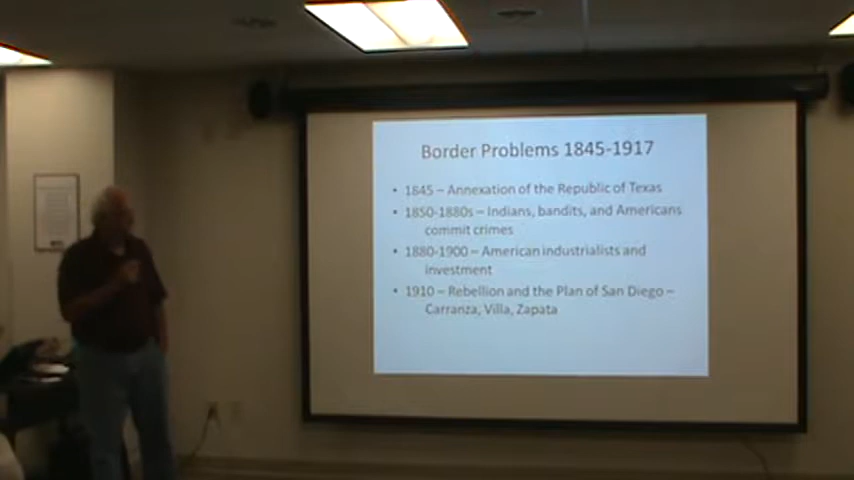 Border Problems 1845-1917
• 1845 – Annexation of the Republic of Texas
• 1850-1880s – Indians, bandits, and Americans
commit crimes
• 1880-1900 – American industrialists and
investment
• 1910 – Rebellion and the Plan of San Diego –
Carranza, Villa, Zapata